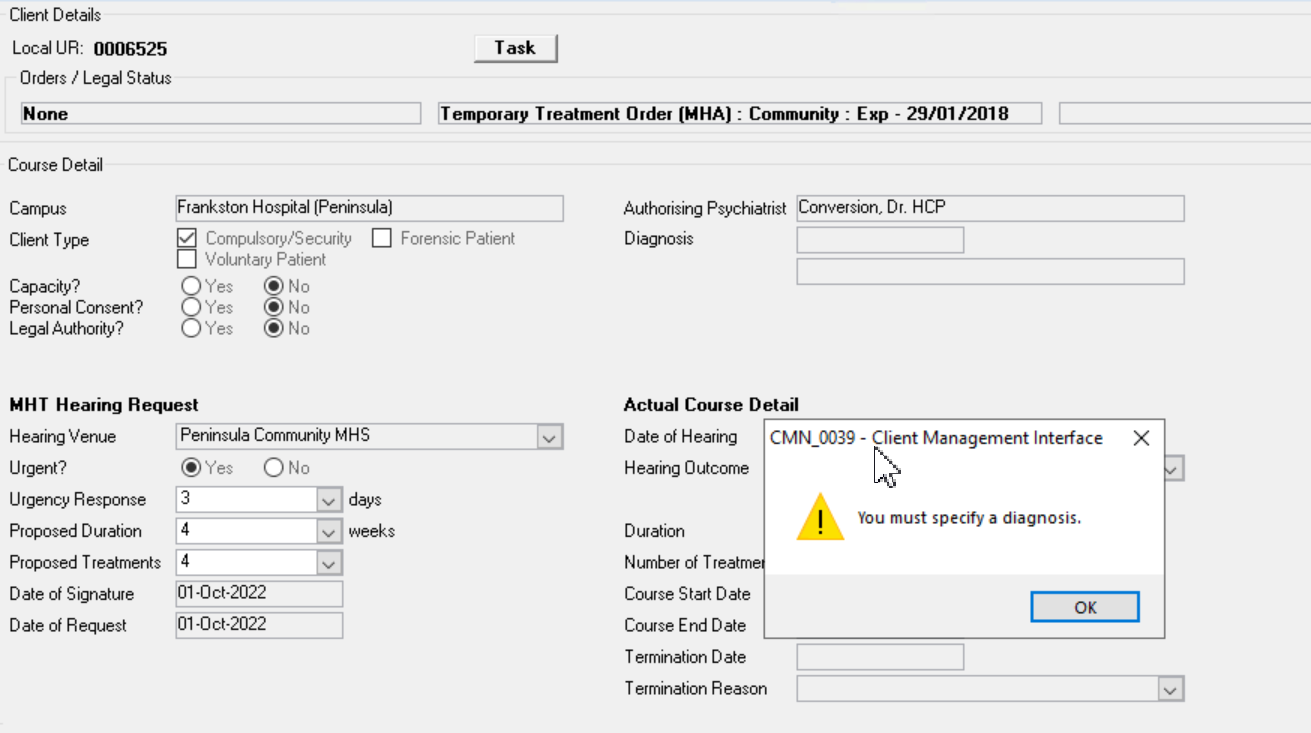 Client Details
Local UR: 0006525 Task
Orders / Legal Status
None Temporary Treatment Order (MHA) : Community : Exp - 29/01/2018
Course Detail
Campus Frankston Hospital (Peninsula) Authorising Psychiatrist Conversion, Dr. HCP
Client Type Compulsory/Security Forensic Patient Diagnosis
Voluntary Patient
Capacity? Yes No
Personal Consent? Yes No
Legal Authority? Yes No
MHT Hearing Request Actual Course Detail
Hearing Venue Peninsula Community MHS Date of Hearing CMN_0039 - Client Management Interface
Urgent? Yes No Hearing Outcome
Urgency Response 3 days You must specify a diagnosis.
Proposed Duration 4 weeks Duration
Proposed Treatments 4 Number of
Date of Signature 01-Oct-2022 Course Start Date OK
Date of Request 01-Oct-2022 Course End Date
Termination Date
Termination Reason